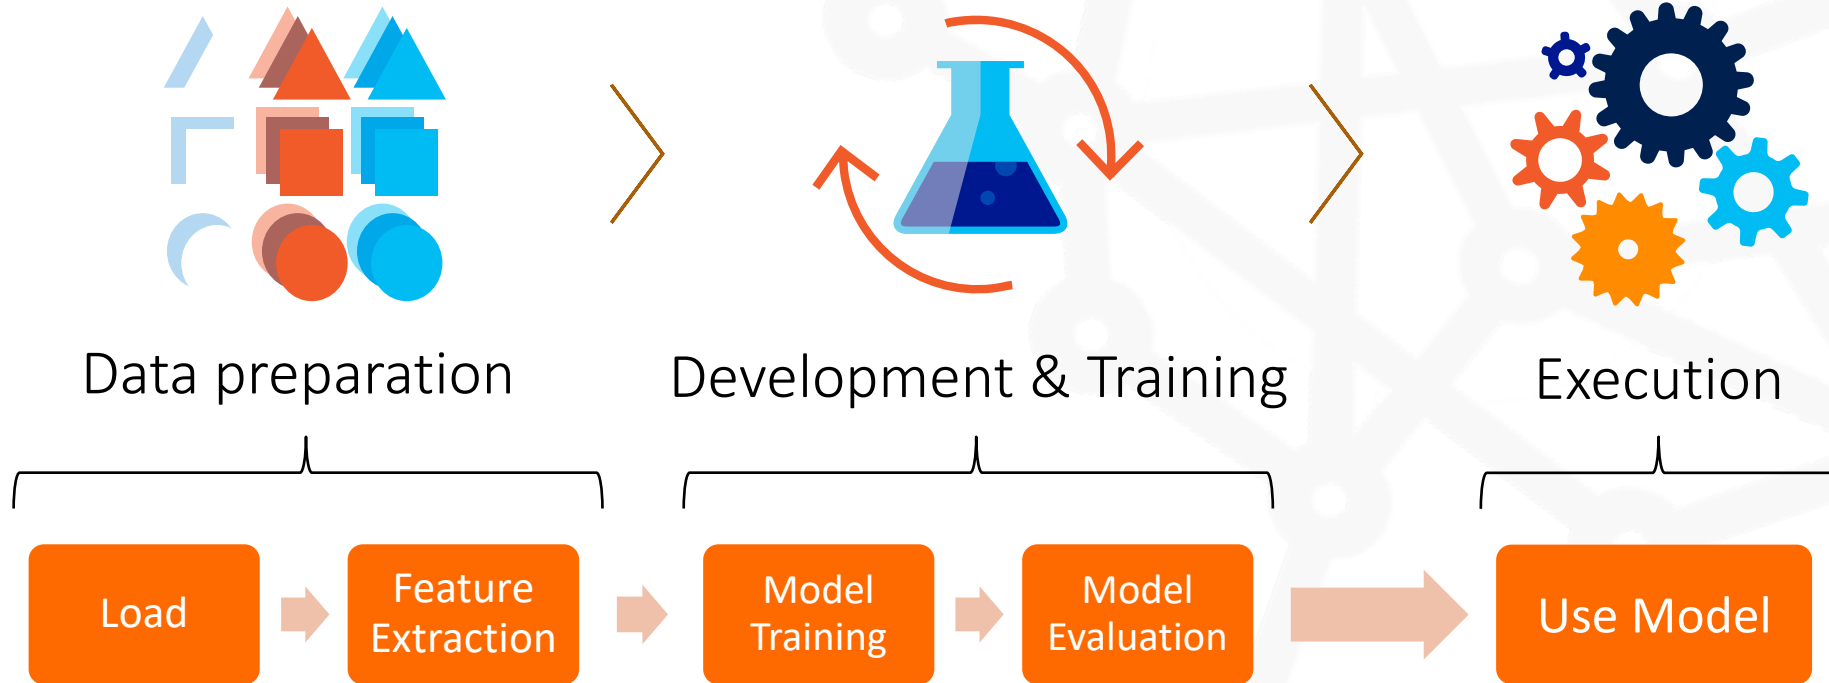 Data preparation
Development & Training
Execution
Load
Feature
Extraction
Model
Training
Model
Evaluation
Use Model